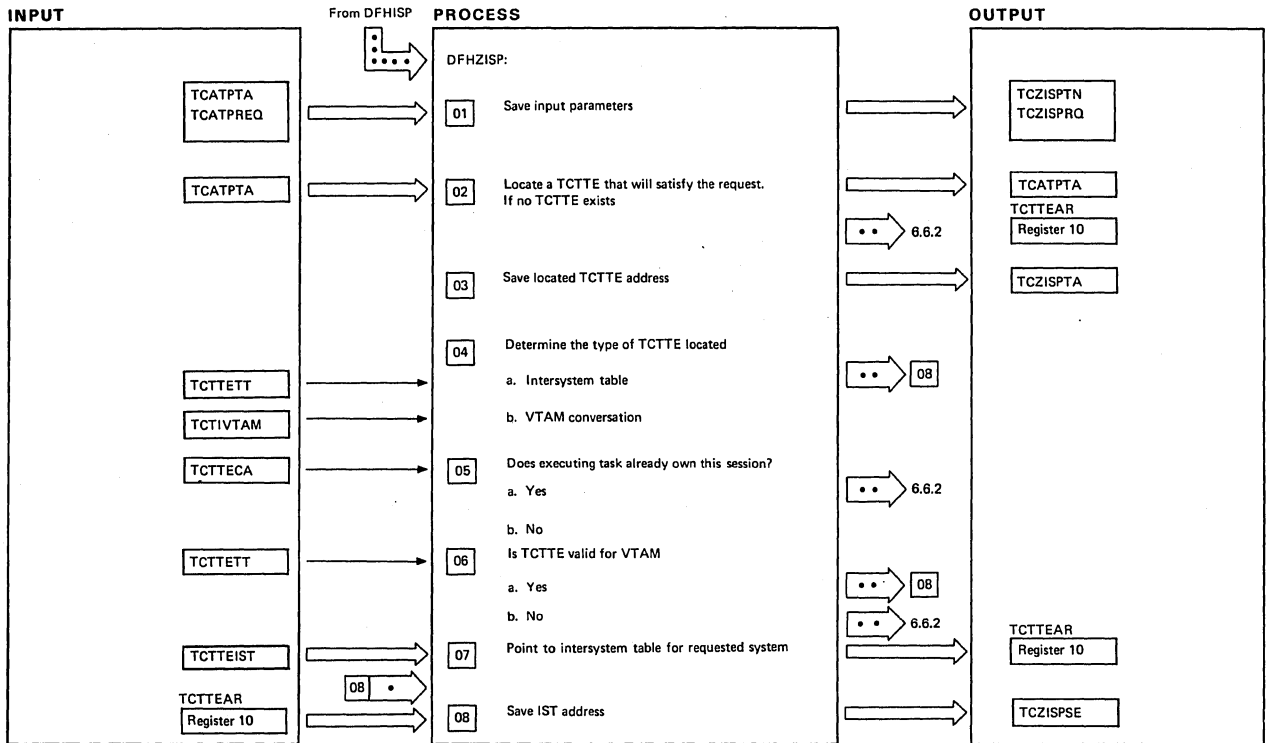 INPUT
From DFHISP
PROCESS
OUTPUT
DFHZISP:
TCATPTA
TCATPREQ
01
Save input parameters
TCZISPTN
TCZISPRQ
TCATPTA
02
Locate a TCTTE that will satisfy the request.
If no TCTTE exists
TCATPTA
6.6.2
TCTTEAR
Register 10
03
Save located TCTTE address
TCZISPTA
04
Determine the type of TCTTE located
TCTTETT
a. Intersystem table
08
TCTIVTAM
b. VTAM conversation
TCTTECA
05
Does executing task already own this session?
a. Yes
6.6.2
b. No
TCTTETT
06
Is TCTTE valid for VTAM
a. Yes
08
b. No
6.6.2
TCTTEIST
07
Point to intersystem table for requested system
TCTTEAR
Register 10
08
TCTTEAR
Register 10
08
Save IST address
TCZISPSE